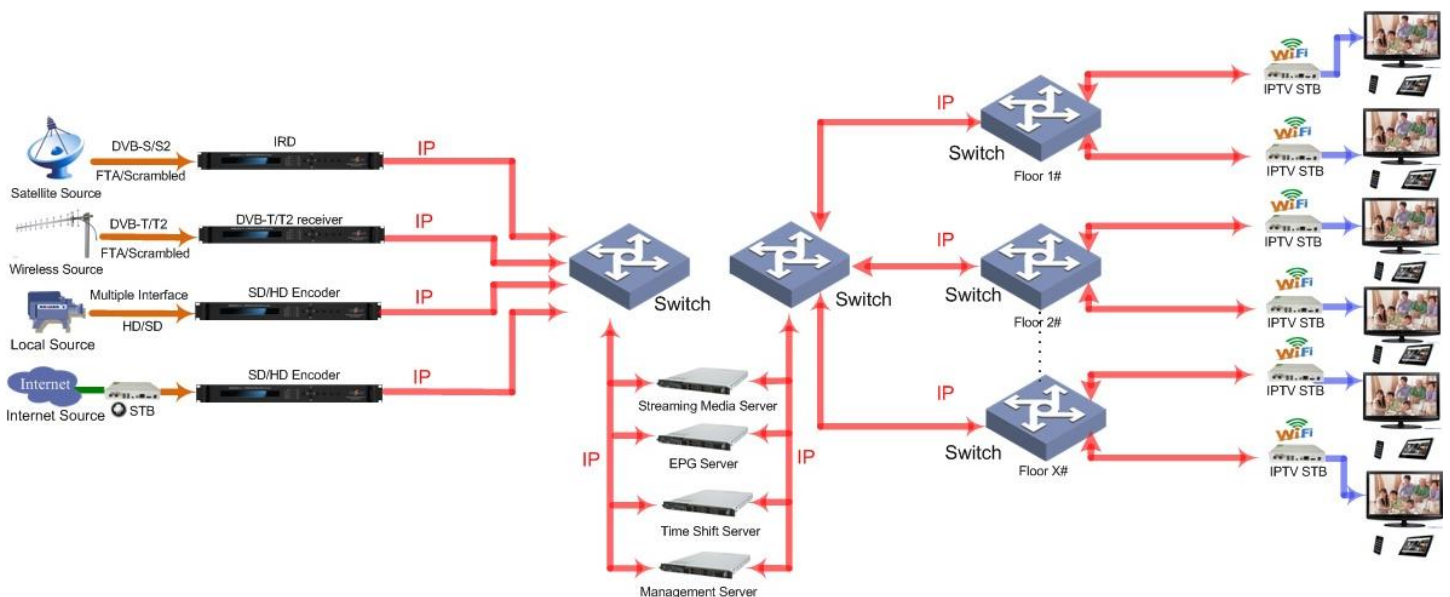 DVB-S/S2
FTA/Scrambled
Satellite Source
IRD
IP
DVB-T/T2
FTA/Scrambled
Wireless Source
DVB-T/T2 receiver
IP
Multiple Interface
HD/SD
Local Source
SD/HD Encoder
IP
Internet
Internet Source
STB
SD/HD Encoder
IP
Switch
Switch
IP
IP
Streaming Media Server
EPG Server
Time Shift Server
Management Server
IP
Switch
Floor 1#
IP
Switch
Floor 2#
IP
Switch
Floor X#
WiFi
IPTV STB
WiFi
IPTV STB
WiFi
IPTV STB
WiFi
IPTV STB
WiFi
IPTV STB
WiFi
IPTV STB